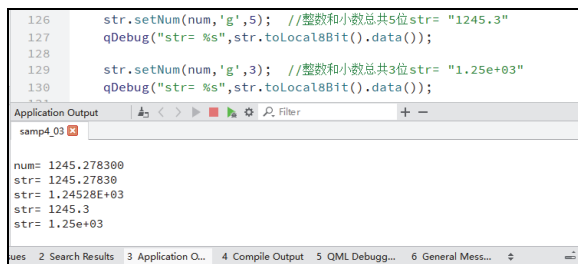 126 str.setNum(num,'g',5); //整数和小数总共5位str= "1245.3"
127 qDebug("str= %s",str.toLocal8Bit().data());
128
129 str.setNum(num,'g',3); //整数和小数总共3位str= "1.25e+03"
130 qDebug("str= %s",str.toLocal8Bit().data());
Application Output Filter + −
samp4_03
num= 1245.278300
str= 1245.27830
str= 1.24528E+03
str= 1245.3
str= 1.25e+03
sues 2 Search Results 3 Application O... 4 Compile Output 5 QML Debugg... 6 General Mess...